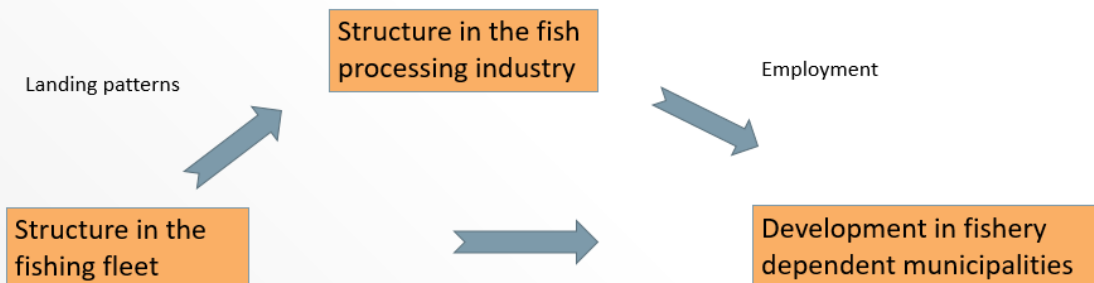 Structure in the fish
processing industry
Landing patterns
Employment
Structure in the
fishing fleet
Development in fishery
dependent municipalities